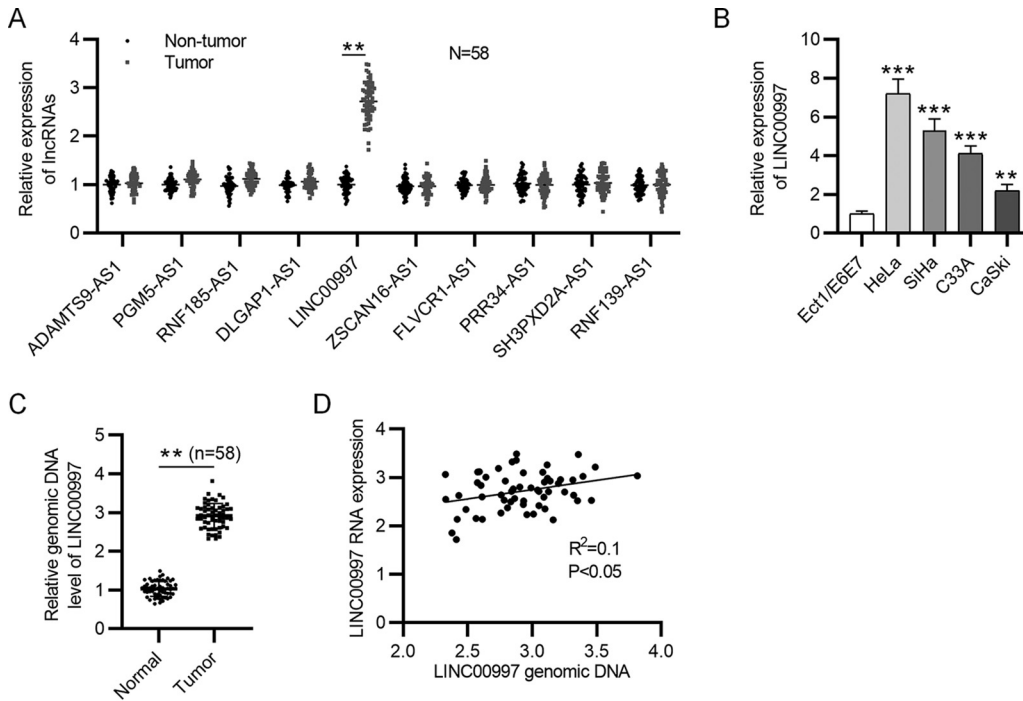 A
Relative expression
of lncRNAs
4
3
2
1
0
Non-tumor
Tumor
**
N=58
ADAMTS9-AS1
PGM5-AS1
RNF185-AS1
DLGAP1-AS1
LINC00997
ZSCAN16-AS1
FLVCR1-AS1
PRR34-AS1
SH3PXD2A-AS1
RNF139-AS1
B
Relative expression
of LINC00997
10
8
6
4
2
0
***
***
***
**
Ect1/E6E7
HeLa
SiHa
C33A
CaSki
C
Relative genomic DNA
level of LINC00997
5
4
3
2
1
0
** (n=58)
Normal
Tumor
D
LINC00997 RNA expression
4
3
2
1
0
R²=0.1
P<0.05
2.0
2.5
3.0
3.5
4.0
LINC00997 genomic DNA